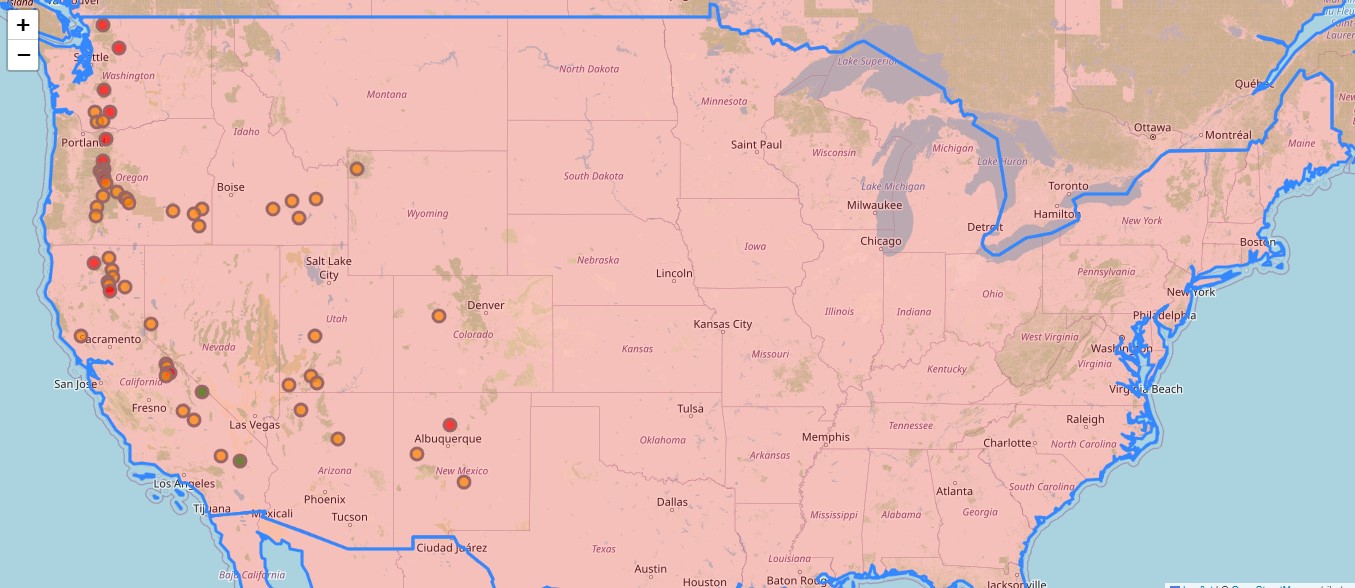 +
−
Vancouver
Seattle
Washington
Montana
North Dakota
Minnesota
Lake Superior
Québec
Ottawa
Montréal
Maine
Portland
Idaho
Saint Paul
Wisconsin
Michigan
Lake Huron
Oregon
Boise
South Dakota
Lake Michigan
Toronto
Milwaukee
Hamilton
Wyoming
Detroit
New York
Chicago
Boston
Iowa
Salt Lake
City
Nebraska
Lincoln
Pennsylvania
Ohio
New York
Denver
Utah
Colorado
Illinois
Indiana
Philadelphia
Sacramento
Nevada
Kansas City
Kansas
Missouri
West Virginia
Washington
Virginia
San Jose
California
Kentucky
Virginia Beach
Fresno
Las Vegas
Tulsa
Raleigh
Tennessee
Albuquerque
Oklahoma
Memphis
Charlotte
North Carolina
Arkansas
Arizona
New Mexico
Los Angeles
Phoenix
Atlanta
South Carolina
Dallas
Tijuana
Mexicali
Tucson
Mississippi
Alabama
Georgia
Ciudad Juárez
Texas
Louisiana
Baja California
Austin
Houston
Baton Rouge
Jacksonville